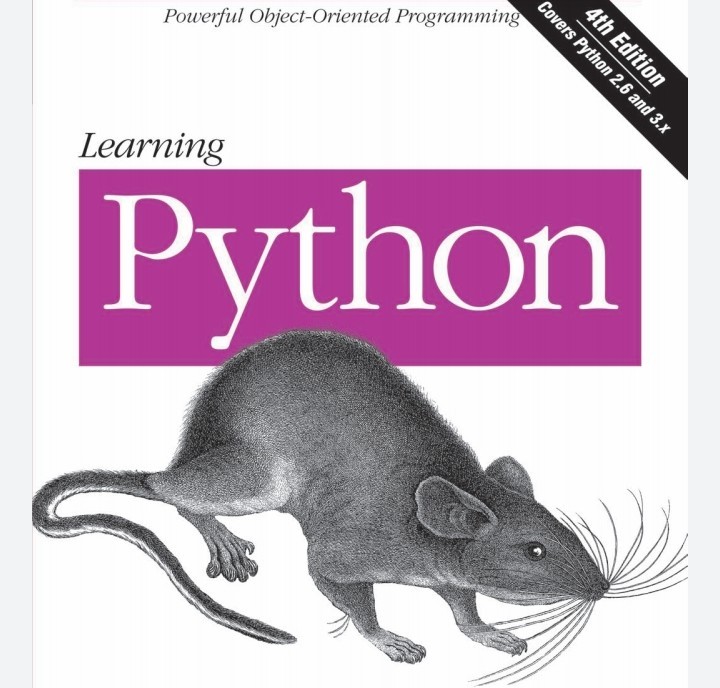 Powerful Object-Oriented Programming
4th Edition
Covers Python 2.6 and 3.x
Learning
Python